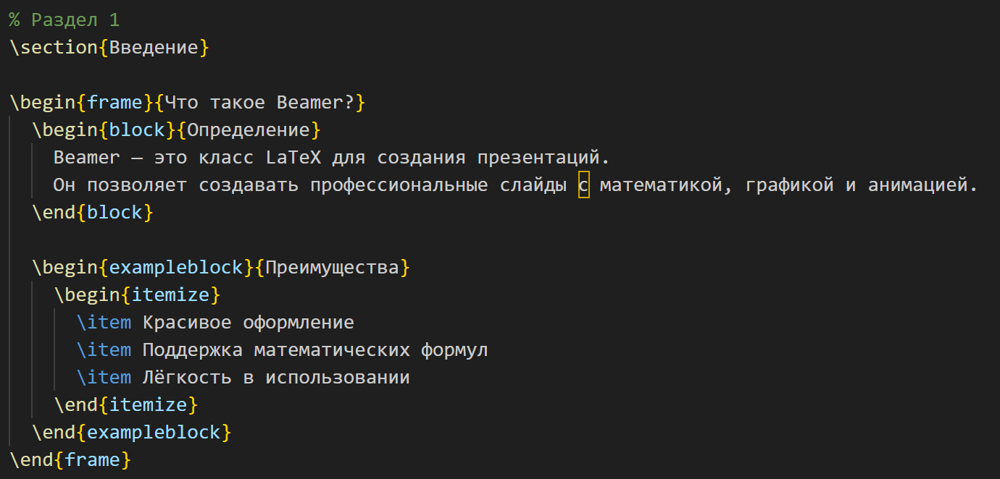 % Раздел 1
\section{Введение}
\begin{frame}{Что такое Beamer?}
\begin{block}{Определение}
Beamer — это класс LaTeX для создания презентаций.
Он позволяет создавать профессиональные слайды с математикой, графикой и анимацией.
\end{block}
\begin{exampleblock}{Преимущества}
\begin{itemize}
\item Красивое оформление
\item Поддержка математических формул
\item Лёгкость в использовании
\end{itemize}
\end{exampleblock}
\end{frame}